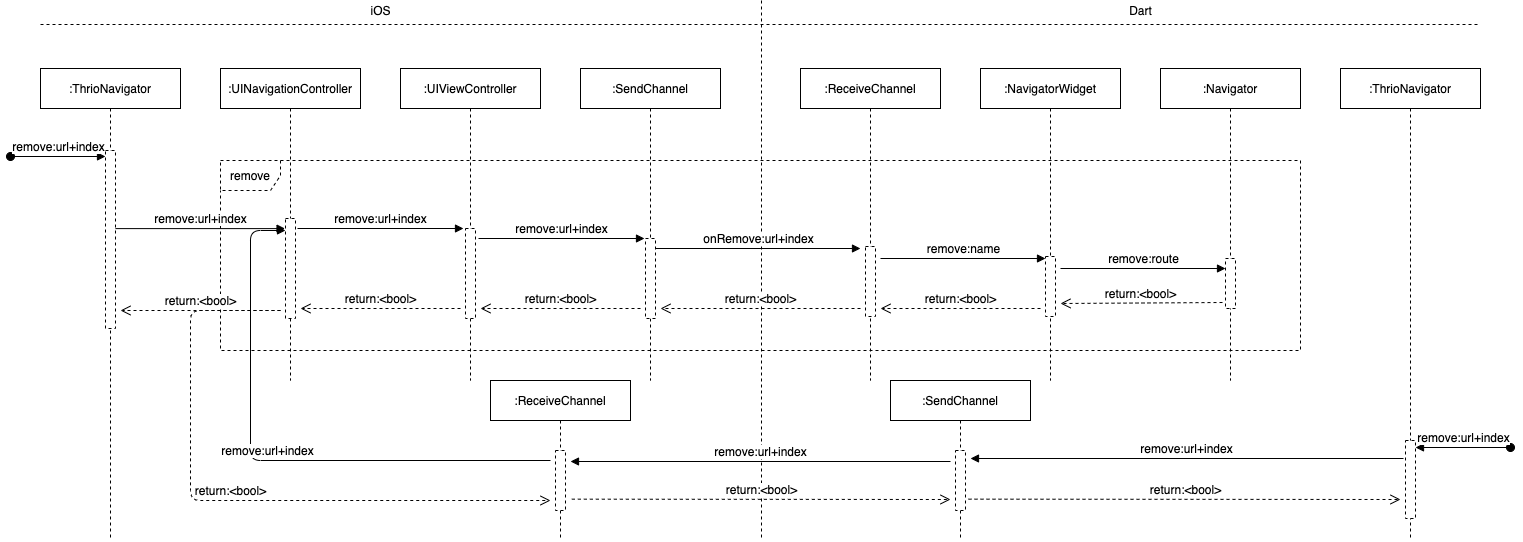 iOS
Dart
:ThrioNavigator
:UINavigationController
:UIViewController
:SendChannel
:ReceiveChannel
:NavigatorWidget
:Navigator
:ThrioNavigator
remove:url+index
remove
remove:url+index
remove:url+index
remove:url+index
onRemove:url+index
remove:name
remove:route
return:<bool>
return:<bool>
return:<bool>
return:<bool>
return:<bool>
return:<bool>
:ReceiveChannel
:SendChannel
remove:url+index
remove:url+index
remove:url+index
remove:url+index
return:<bool>
return:<bool>
return:<bool>